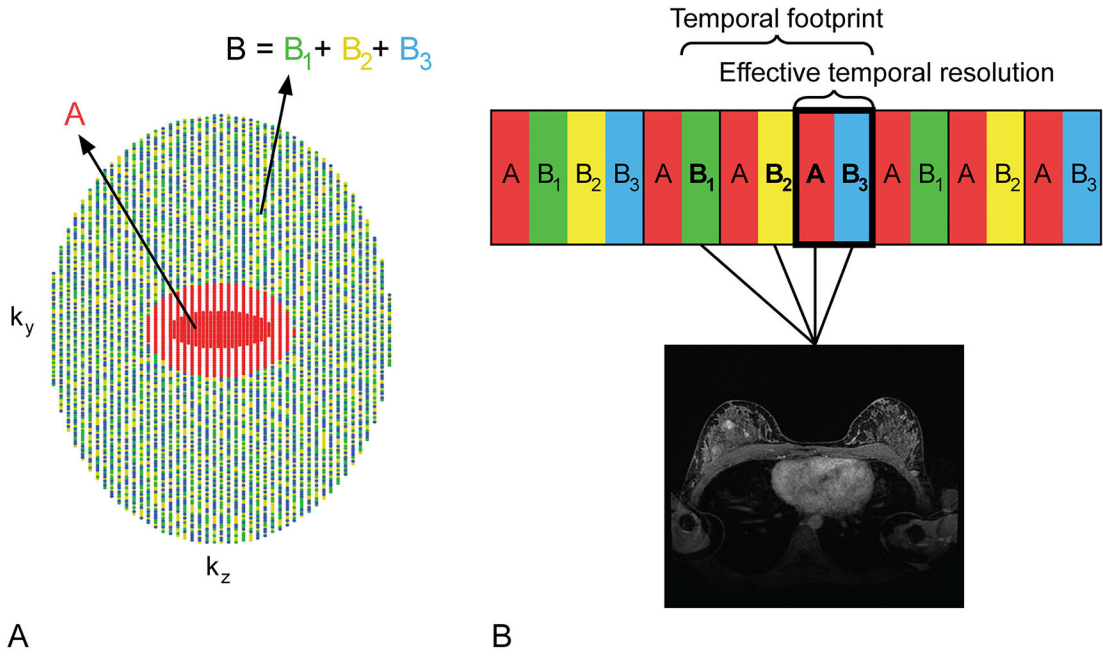 B = B1 + B2 + B3
A
ky
kz
A
Temporal footprint
Effective temporal resolution
A B1 B2 B3 A B1 A B2 A B3 A B1 A B2 A B3
B